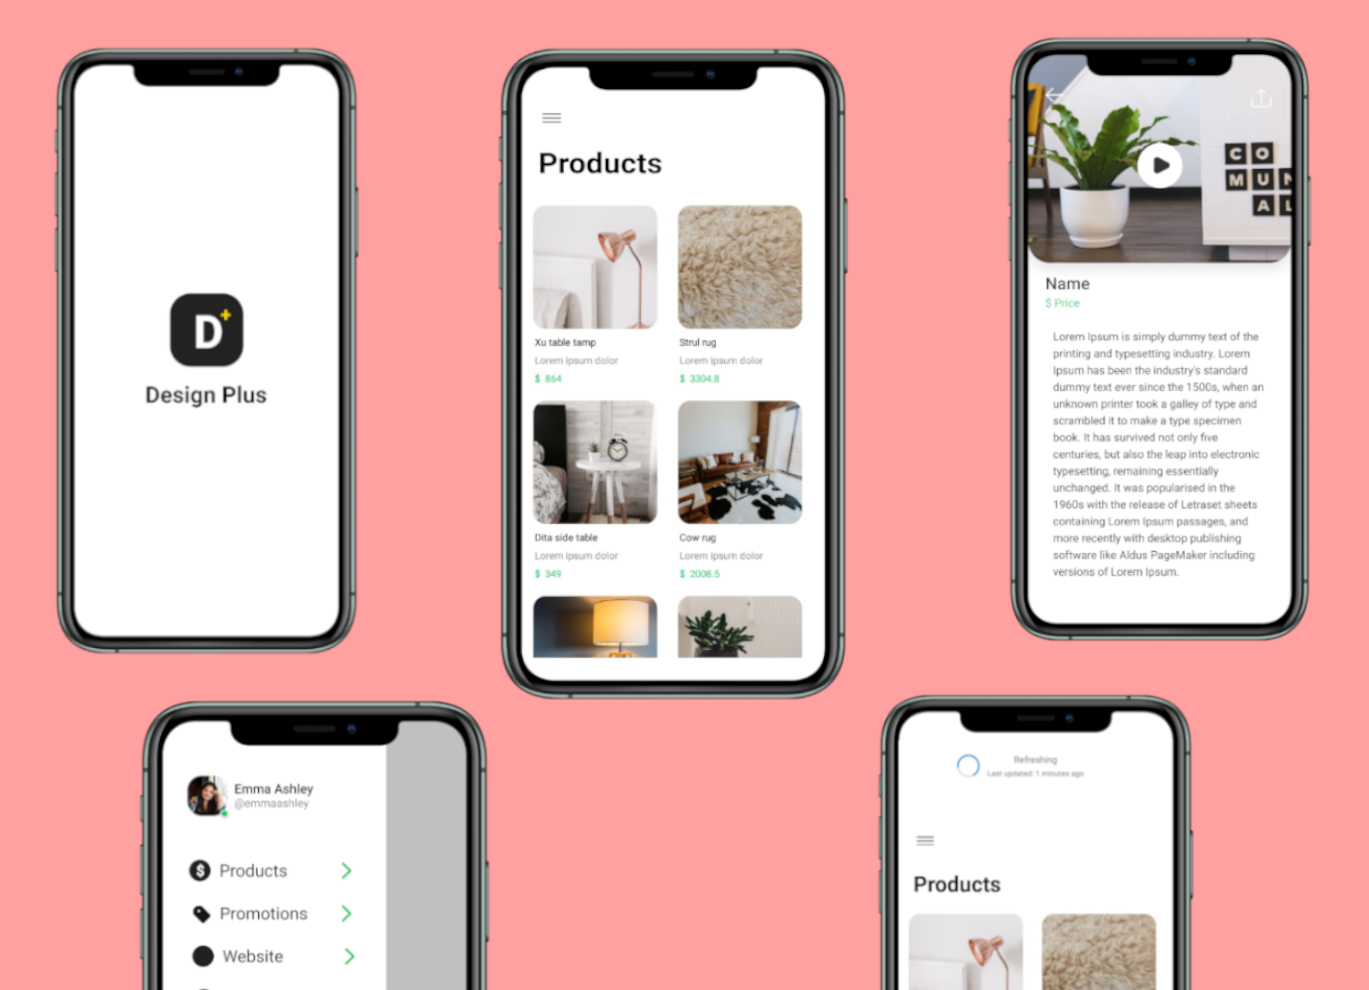 D+
Design Plus
Products
Xu table tamp
Lorem ipsum dolor
$ 864
Strul rug
Lorem ipsum dolor
$ 3304.8
Dita side table
Lorem ipsum dolor
$ 349
Cow rug
Lorem ipsum dolor
$ 2008.5
CO
MUN
AL
Name
$ Price
Lorem Ipsum is simply dummy text of the
printing and typesetting industry. Lorem
Ipsum has been the industry's standard
dummy text ever since the 1500s, when an
unknown printer took a galley of type and
scrambled it to make a type specimen
book. It has survived not only five
centuries, but also the leap into electronic
typesetting, remaining essentially
unchanged. It was popularised in the
1960s with the release of Letraset sheets
containing Lorem Ipsum passages, and
more recently with desktop publishing
software like Aldus PageMaker including
versions of Lorem Ipsum.
Emma Ashley
@emmaashley
$ Products
Promotions
Website
Refreshing
Last updated: 1 minutes ago
Products